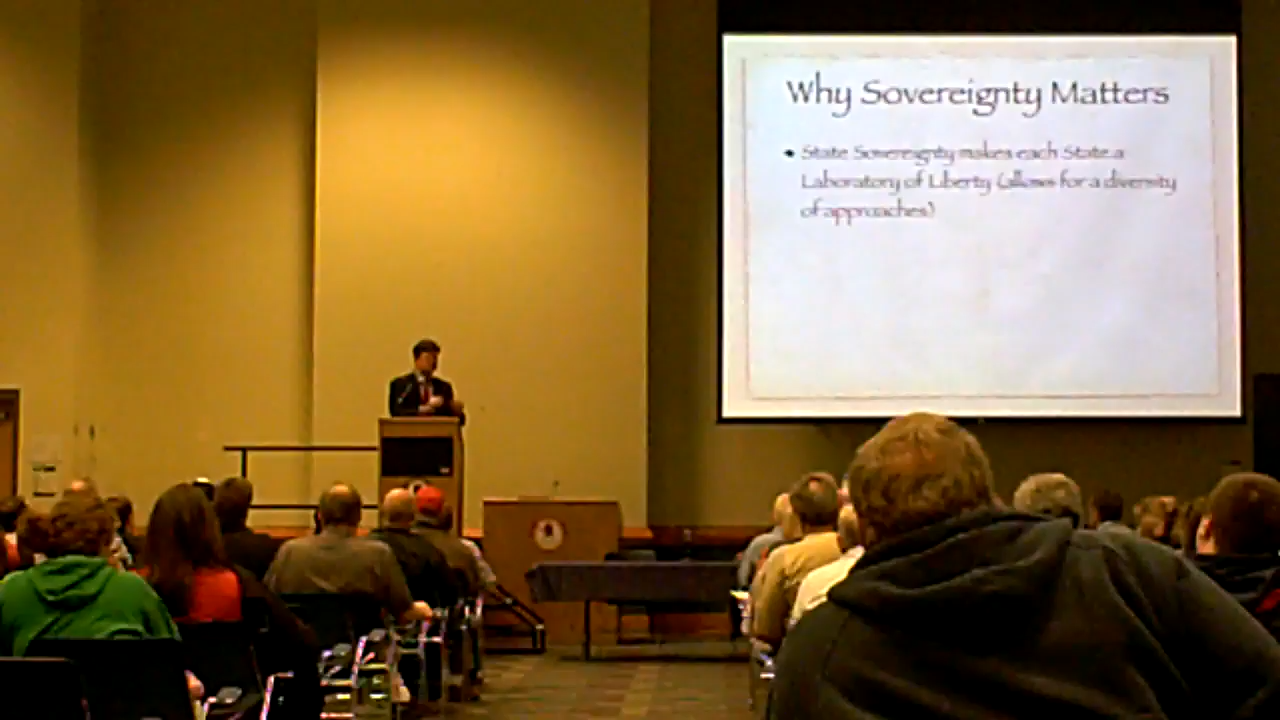 Why Sovereignty Matters
• State Sovereignty makes each State a
Laboratory of Liberty (allows for a diversity
of approaches)